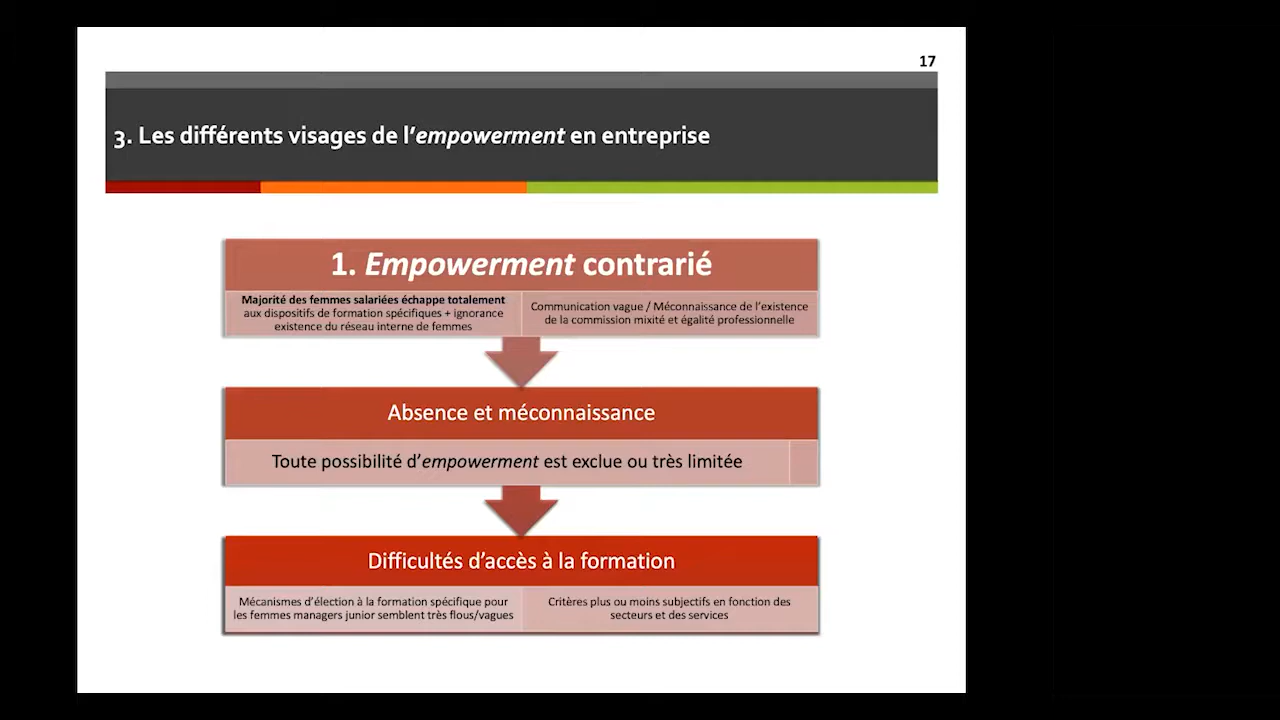 17
3. Les différents visages de l’empowerment en entreprise
1. Empowerment contrarié
Majorité des femmes salariées échappe totalement
aux dispositifs de formation spécifiques + ignorance
existence du réseau interne de femmes
Communication vague / Méconnaissance de l’existence
de la commission mixité et égalité professionnelle
Absence et méconnaissance
Toute possibilité d’empowerment est exclue ou très limitée
Difficultés d’accès à la formation
Mécanismes d’élection à la formation spécifique pour
les femmes managers junior semblent très flous/vagues
Critères plus ou moins subjectifs en fonction des
secteurs et des services